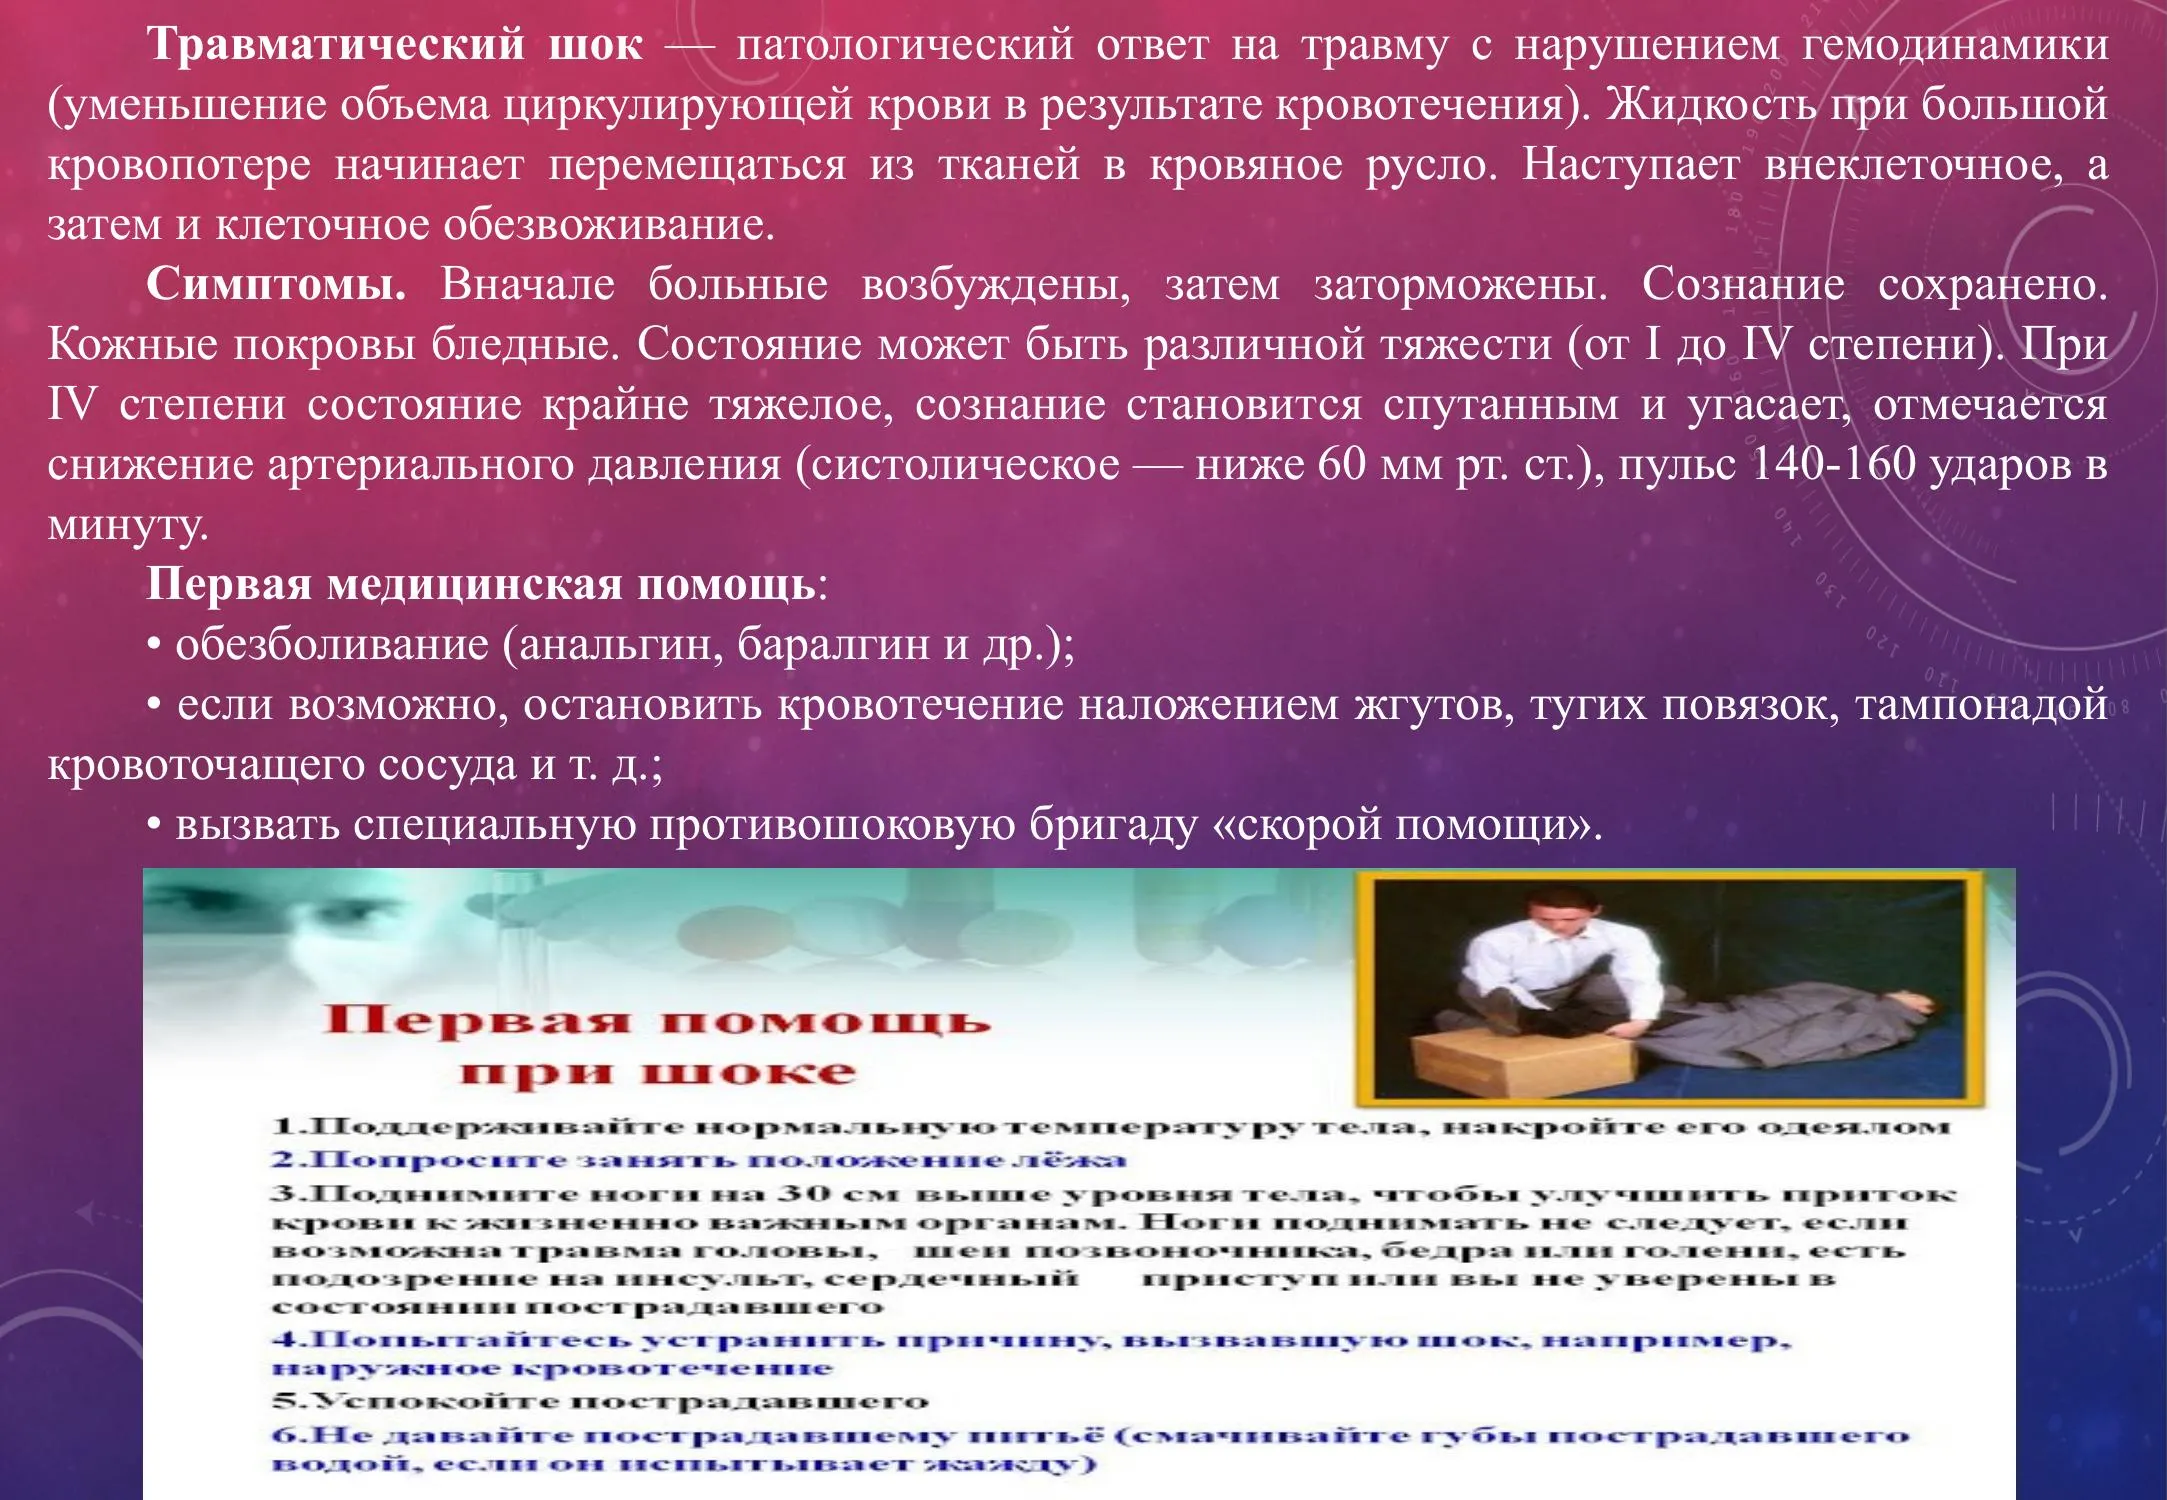 Травматический шок — патологический ответ на травму с нарушением гемодинамики
(уменьшение объема циркулирующей крови в результате кровотечения). Жидкость при большой
кровопотере начинает перемещаться из тканей в кровяное русло. Наступает внеклеточное, а
затем и клеточное обезвоживание.
Симптомы. Вначале больные возбуждены, затем заторможены. Сознание сохранено.
Кожные покровы бледные. Состояние может быть различной тяжести (от I до IV степени). При
IV степени состояние крайне тяжелое, сознание становится спутанным и угасает, отмечается
снижение артериального давления (систолическое — ниже 60 мм рт. ст.), пульс 140-160 ударов в
минуту.
Первая медицинская помощь:
• обезболивание (анальгин, баралгин и др.);
• если возможно, остановить кровотечение наложением жгутов, тугих повязок, тампонадой
кровоточащего сосуда и т. д.;
• вызвать специальную противошоковую бригаду «скорой помощи».
Первая помощь
при шоке
1.Поддерживайте нормальную температуру тела, накройте его одеялом
2.Попросите занять положение лёжа
3.Поднимите ноги на 30 см выше уровня тела, чтобы улучшить приток
крови к жизненно важным органам. Ноги поднимать не следует, если
возможна травма головы, шеи позвоночника, бедра или голени, есть
подозрение на инсульт, сердечный приступ или вы не уверены в
состоянии пострадавшего
4.Попытайтесь устранить причину, вызвавшую шок, например,
наружное кровотечение
5.Успокойте пострадавшего
6.Не давайте пострадавшему питьё (смачивайте губы пострадавшего
водой, если он испытывает жажду)